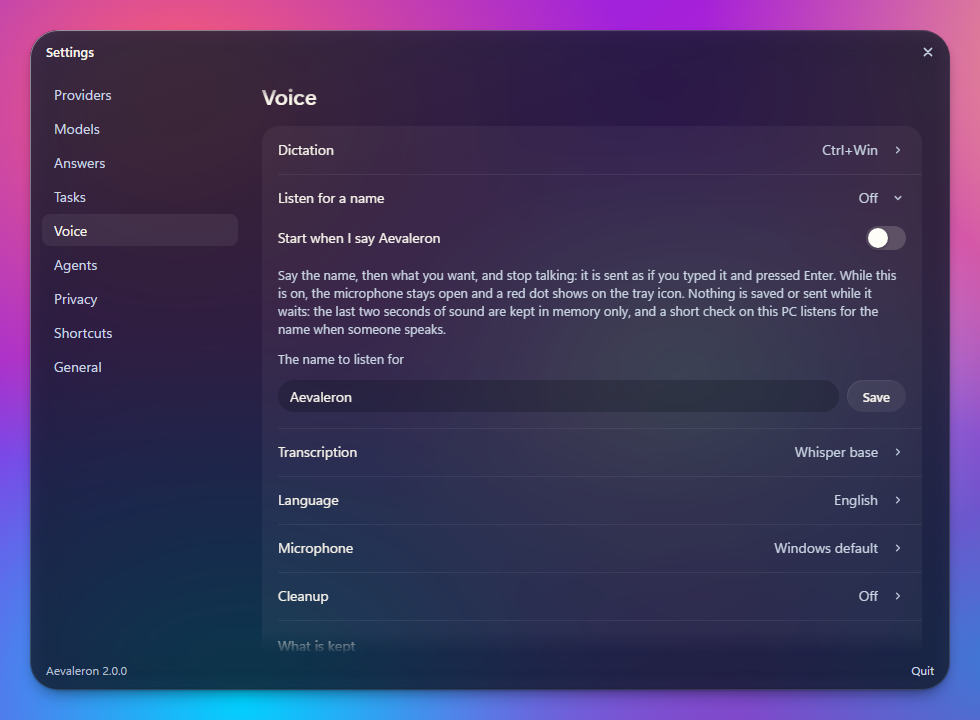 Settings
Providers
Models
Answers
Tasks
Voice
Agents
Privacy
Shortcuts
General
Voice
Dictation Ctrl+Win
Listen for a name Off
Start when I say Aevaleron
Say the name, then what you want, and stop talking: it is sent as if you typed it and pressed Enter. While this
is on, the microphone stays open and a red dot shows on the tray icon. Nothing is saved or sent while it
waits: the last two seconds of sound are kept in memory only, and a short check on this PC listens for the
name when someone speaks.
The name to listen for
Aevaleron Save
Transcription Whisper base
Language English
Microphone Windows default
Cleanup Off
What is kept
Aevaleron 2.0.0 Quit